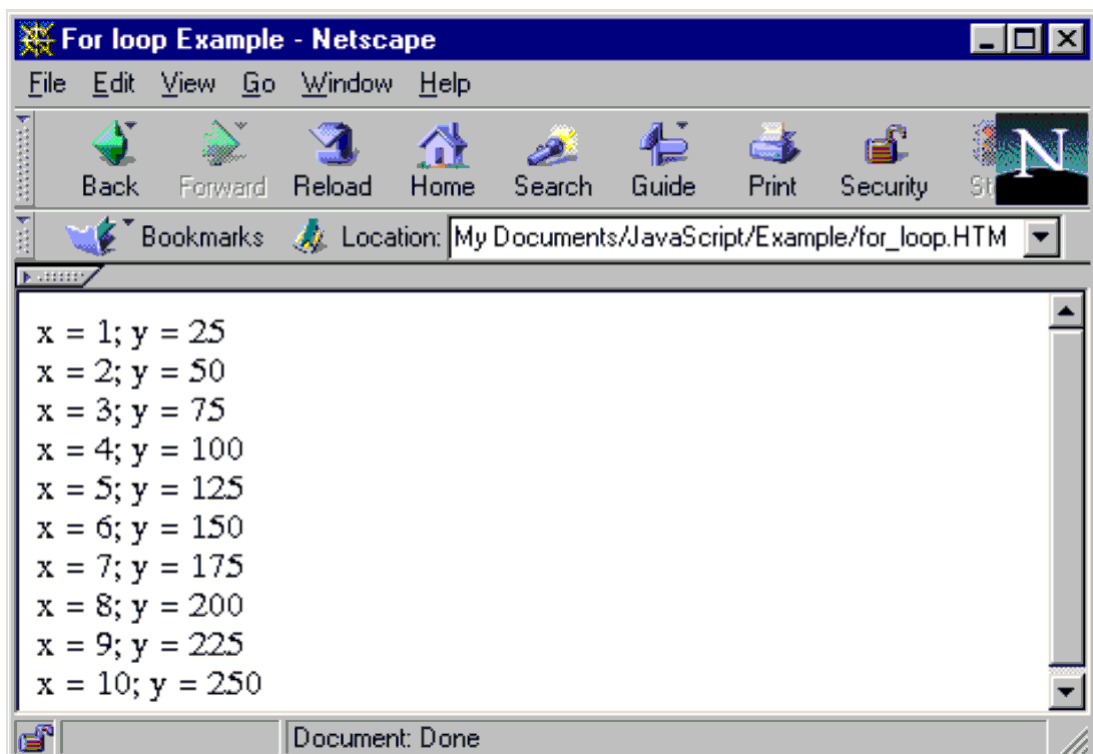 For loop Example - Netscape
File Edit View Go Window Help
Back Forward Reload Home Search Guide Print Security
N
Bookmarks Location: My Documents/JavaScript/Example/for_loop.HTM
x = 1; y = 25
x = 2; y = 50
x = 3; y = 75
x = 4; y = 100
x = 5; y = 125
x = 6; y = 150
x = 7; y = 175
x = 8; y = 200
x = 9; y = 225
x = 10; y = 250
Document: Done